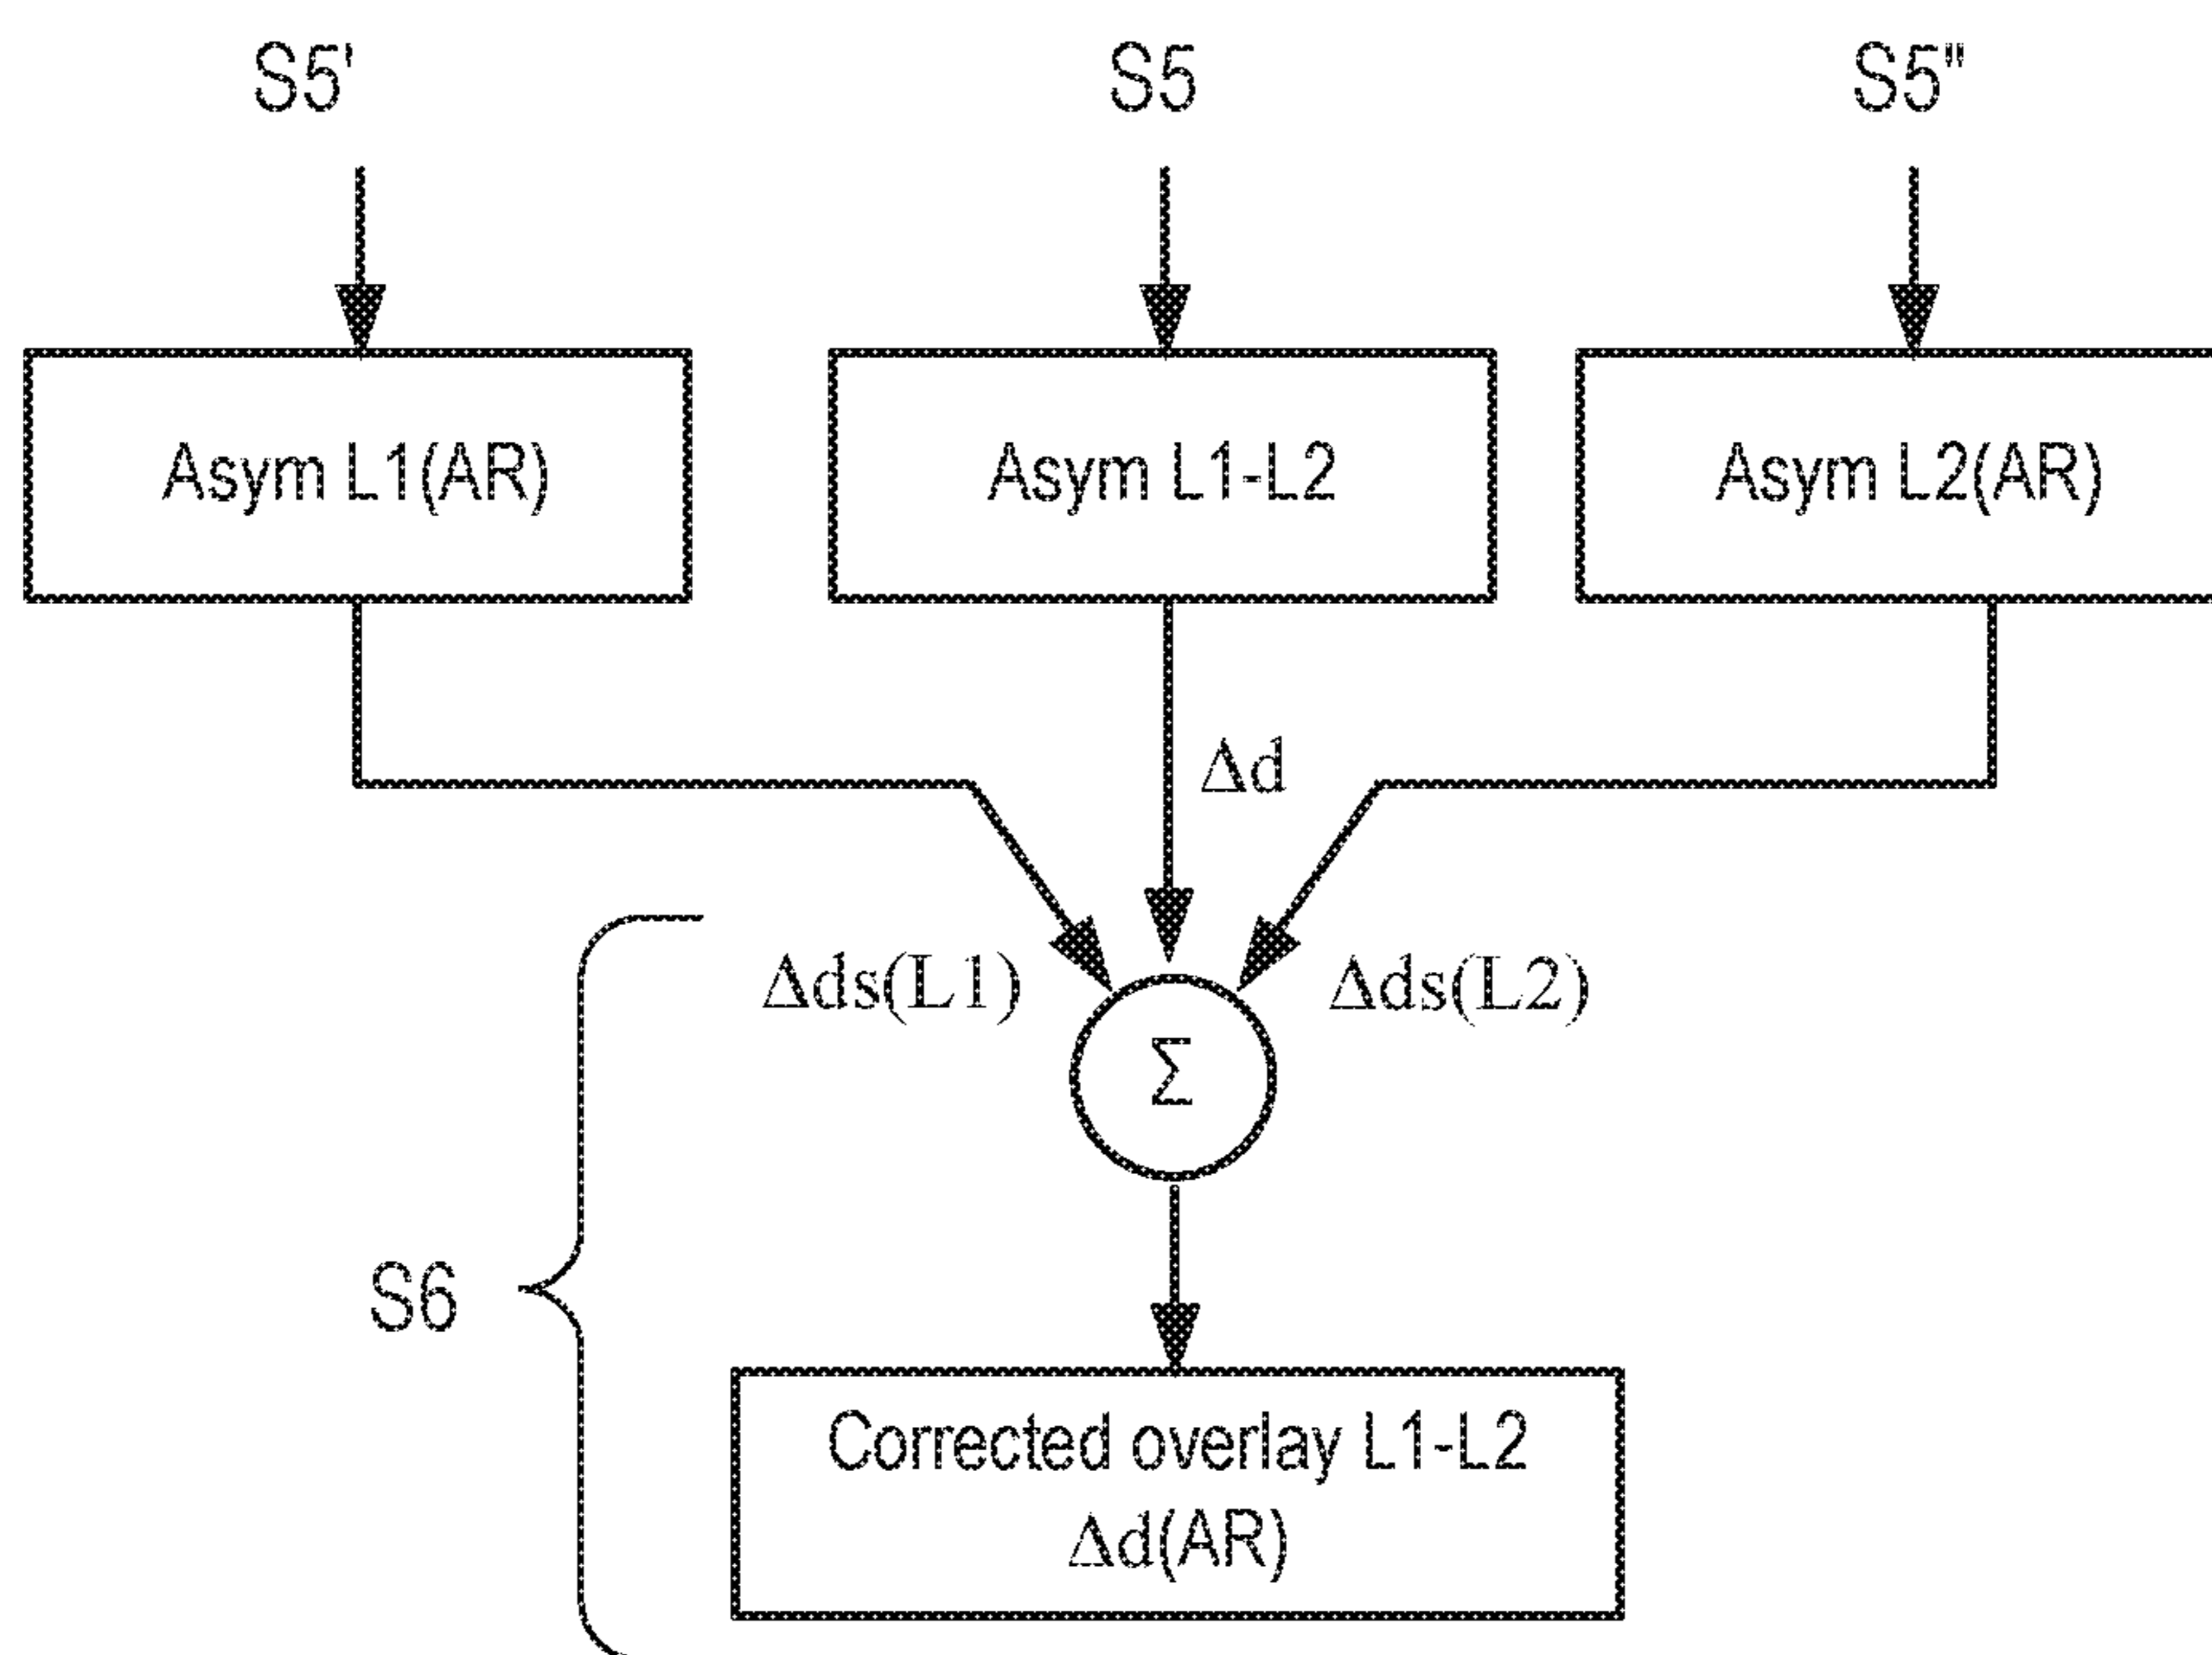 S5'
S5
S5"
Asym L1(AR)
Asym L1-L2
Asym L2(AR)
Δd
Δds(L1)
Δds(L2)
Σ
S6
Corrected overlay L1-L2
Δd(AR)